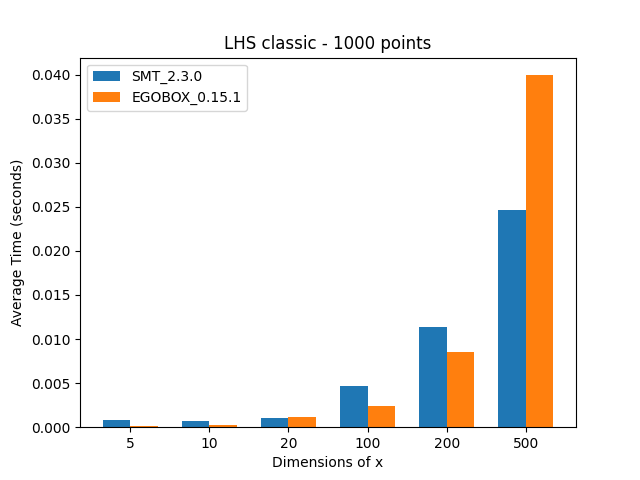 LHS classic - 1000 points
SMT_2.3.0
EGOBOX_0.15.1
Average Time (seconds)
0.040
0.035
0.030
0.025
0.020
0.015
0.010
0.005
0.000
5 10 20 100 200 500
Dimensions of x